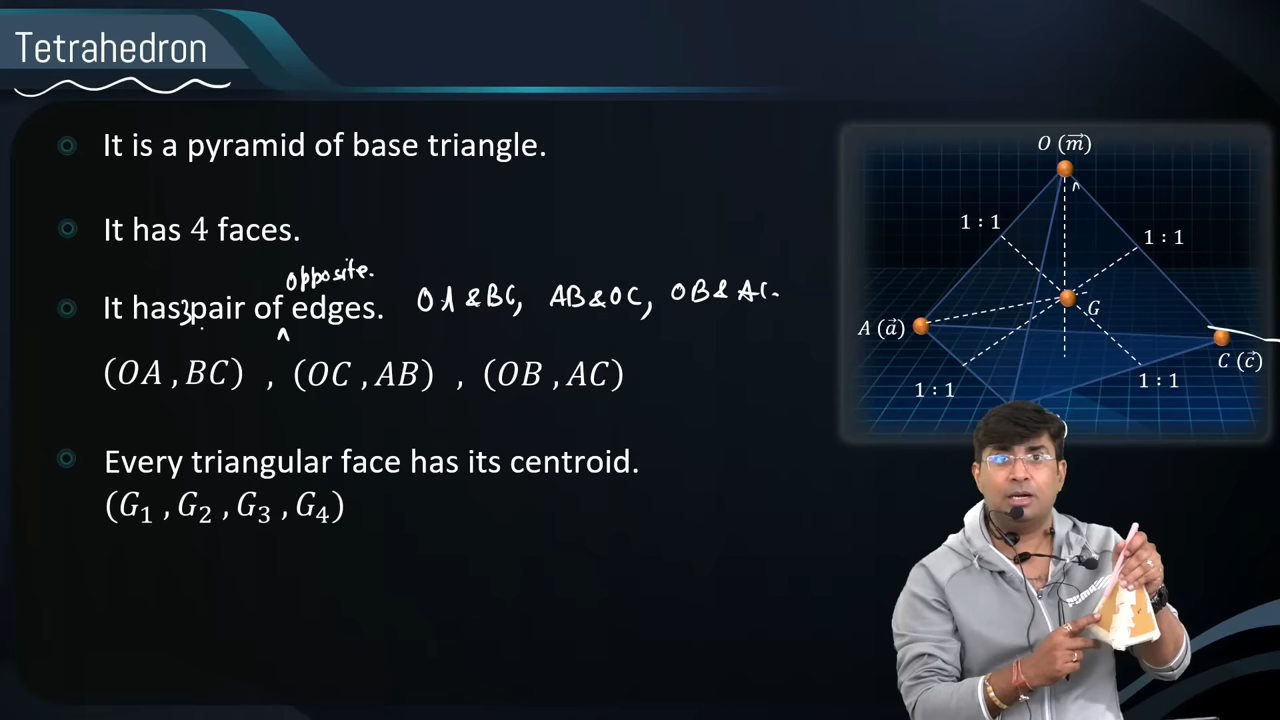 Tetrahedron
It is a pyramid of base triangle.
It has 4 faces.
opposite.
It has 3 pair of ^ edges. OA & BC, AB & OC, OB & AC.
(OA , BC) , (OC , AB) , (OB , AC)
Every triangular face has its centroid.
(G₁ , G₂ , G₃ , G₄)
O (m⃗)
1 : 1
1 : 1
G
A (a⃗)
C (c⃗)
1 : 1
1 : 1
PUMA